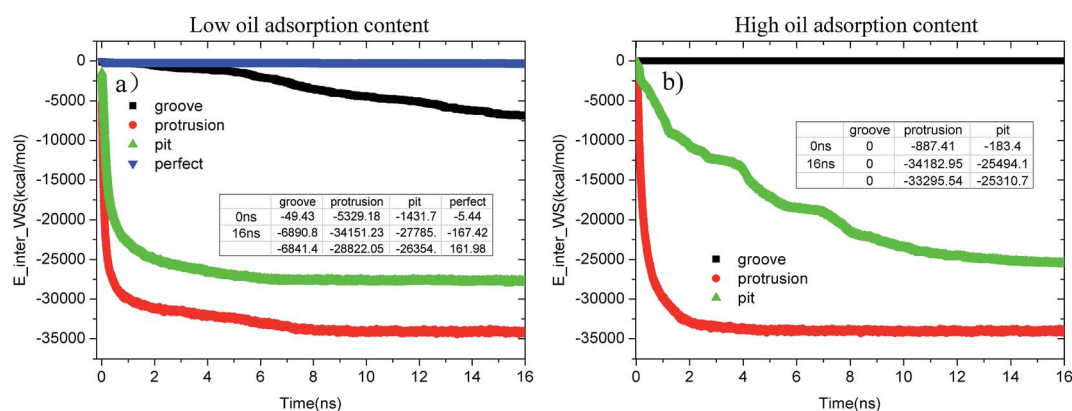 Low oil adsorption content
a)
groove
protrusion
pit
perfect
groove protrusion pit perfect
0ns -49.43 -5329.18 -1431.7 -5.44
16ns -6890.8 -34151.23 -27785. -167.42
-6841.4 -28822.05 -26354. 161.98
0
-5000
-10000
-15000
-20000
-25000
-30000
-35000
E_inter_WS(kcal/mol)
0 2 4 6 8 10 12 14 16
Time(ns)
High oil adsorption content
b)
groove protrusion pit
0ns 0 -887.41 -183.4
16ns 0 -34182.95 -25494.1
0 -33295.54 -25310.7
groove
protrusion
pit
0
-5000
-10000
-15000
-20000
-25000
-30000
-35000
E_inter_WS(kcal/mol)
0 2 4 6 8 10 12 14 16
Time(ns)